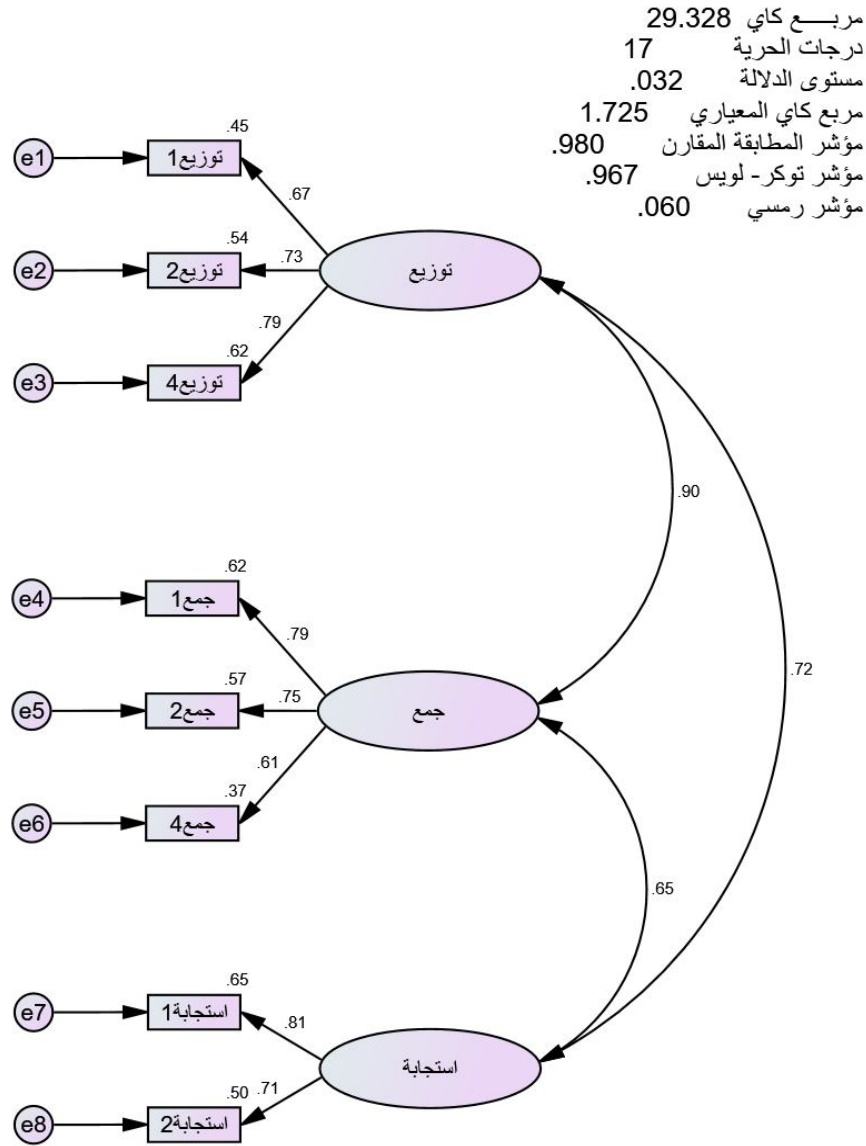 مربـــــع كاي 29.328
درجات الحرية 17
مستوى الدلالة .032
مربع كاي المعياري 1.725
مؤشر المطابقة المقارن .980
مؤشر توكر- لويس .967
مؤشر رمسي .060
.45
e1
توزيع1
.67
.54
e2
توزيع2
.73
توزيع
.79
.62
e3
توزيع4
.90
.62
e4
جمع1
.79
.72
.57
e5
جمع2
.75
جمع
.61
.37
e6
جمع4
.65
.65
e7
استجابة1
.81
استجابة
.50
.71
e8
استجابة2